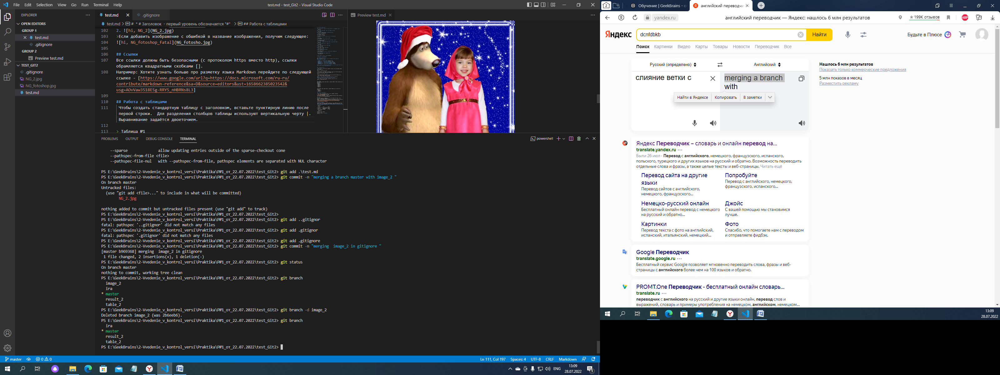 File Edit Selection View Go Run Terminal Help
test.md - test_Git2 - Visual Studio Code
EXPLORER
OPEN EDITORS
GROUP 1
test.md
.gitignore
GROUP 2
Preview test.md
TEST_GIT2
.gitignore
NG_2.jpg
NG_fotoshop.jpg
test.md
test.md
.gitignore
Preview test.md
test.md > # * # Заголовок - первый уровень обозначается "#" > ## Работа с таблицами
102 2. ![hi, NG_2](NG_2.jpg)
103 >Если добавить изображение с обшибкой в название изображения, получим следующее:
104 ![hi, NG_fotoshop_fatal](NG_fotosho.jpg)
105
106 ## Ссылки
107 Все ссылки должны быть безопасными (с протоколом https вместо http), ссылки
обрамляются квадратными скобками [].
108 Например: Хотите узнать больше про разметку языка Markdown перейдите по следующей
ссылке - [https://www.google.com/url?q=https://docs.microsoft.com/ru-ru/
contribute/markdown-reference&sa=D&source=editors&ust=1658662385023542&
usg=AOvVaw3518E5g-RRY5_nHBRNs8L3]
109
110 ## Работа с таблицами
111 Чтобы создать стандартную таблицу с заголовком, вставьте пунктирную линию после
первой строки. Для разделения столбцов таблицы используют вертикальную черту |.
Выравнивание задаётся двоеточием.
112
113 > Таблица №1
PROBLEMS OUTPUT DEBUG CONSOLE TERMINAL
powershell
--sparse allow updating entries outside of the sparse-checkout cone
--pathspec-from-file <file>
--pathspec-file-nul with --pathspec-from-file, pathspec elements are separated with NUL character
PS E:\GeekBrains\2-Vvedenie_v_kontrol_versi\Praktika\Р№1_от_22.07.2022\test_Git2> git add .\test.md
PS E:\GeekBrains\2-Vvedenie_v_kontrol_versi\Praktika\Р№1_от_22.07.2022\test_Git2> git commit -m "merging a branch master with image_2 "
On branch master
Untracked files:
(use "git add <file>..." to include in what will be committed)
NG_2.jpg
nothing added to commit but untracked files present (use "git add" to track)
PS E:\GeekBrains\2-Vvedenie_v_kontrol_versi\Praktika\Р№1_от_22.07.2022\test_Git2>
PS E:\GeekBrains\2-Vvedenie_v_kontrol_versi\Praktika\Р№1_от_22.07.2022\test_Git2> git add ..gitignor
fatal: pathspec '..gitignor' did not match any files
PS E:\GeekBrains\2-Vvedenie_v_kontrol_versi\Praktika\Р№1_от_22.07.2022\test_Git2> git add .gitignor
fatal: pathspec '.gitignor' did not match any files
PS E:\GeekBrains\2-Vvedenie_v_kontrol_versi\Praktika\Р№1_от_22.07.2022\test_Git2> git add .gitignore
PS E:\GeekBrains\2-Vvedenie_v_kontrol_versi\Praktika\Р№1_от_22.07.2022\test_Git2> git commit -m "merging  image_2 in gitignore "
[master b969368] merging  image_2 in gitignore
1 file changed, 2 insertions(+), 1 deletion(-)
PS E:\GeekBrains\2-Vvedenie_v_kontrol_versi\Praktika\Р№1_от_22.07.2022\test_Git2> git status
On branch master
nothing to commit, working tree clean
PS E:\GeekBrains\2-Vvedenie_v_kontrol_versi\Praktika\Р№1_от_22.07.2022\test_Git2> git branch
image_2
ira
* master
result_2
table_2
PS E:\GeekBrains\2-Vvedenie_v_kontrol_versi\Praktika\Р№1_от_22.07.2022\test_Git2> git branch -d image_2
Deleted branch image_2 (was 2b6eeb6).
PS E:\GeekBrains\2-Vvedenie_v_kontrol_versi\Praktika\Р№1_от_22.07.2022\test_Git2> git branch
ira
* master
result_2
table_2
PS E:\GeekBrains\2-Vvedenie_v_kontrol_versi\Praktika\Р№1_от_22.07.2022\test_Git2>
master 0 0
Ln 111, Col 197 Spaces: 4 UTF-8 CRLF Markdown
ENG
13:09
28.07.2022
1
2
Обучение | GeekBrains - о
английский переводчи
yandex.ru
английский переводчик — Яндекс: нашлось 6 млн результатов
199K отзывов
ABP
Яндекс
dcnfdbkb
Найти
Будьте в Плюсе
Поиск Картинки Видео Карты Товары Новости Переводчик Все
Русский (определено)
Английский
слияние ветки с
merging a branch
with
Найти в Яндексе Копировать В заметки
Нашлось 6 млн результатов
Показать только коммерческие предложения
5 млн показов в месяц
Разместить рекламу
Яндекс Переводчик – словарь и онлайн перевод на...
translate.yandex.ru
Были 26 июл · Перевод с английского, немецкого, французского, испанского,
польского, турецкого и других языков на русский и обратно. Возможность переводить
отдельные слова и фразы, а также целые тексты и веб-страницы. Читать ещё
Перевод сайта на другие
языки
Перевод сайтов с английского,
немецкого, французского...
Попробуйте
Перевод с английского, немецкого,
французского, испанского...
Немецко-русский онлайн
Бесплатный онлайн перевод с немецкого
на русский и обратно...
Джойс
С вашей помощью мы становимся
лучше.
Картинки
Перевод текста с фото на английский,
испанский, итальянский, немецкий...
Фото
Спасибо, что помогаете нам с переводом
и отправляете фидбэк.
Google Переводчик
translate.google.ru
Бесплатный сервис Google позволяет мгновенно переводить слова, фразы и веб-
страницы с английского более чем на 100 языков и обратно.
PROMT.One Переводчик - бесплатный онлайн словарь...
translate.ru
переводчик с английского на русский и другие языки онлайн, перевод слов и
выражений, словарь и примеры употребления на немецком, английском, немецком...
13:09
28.07.2022